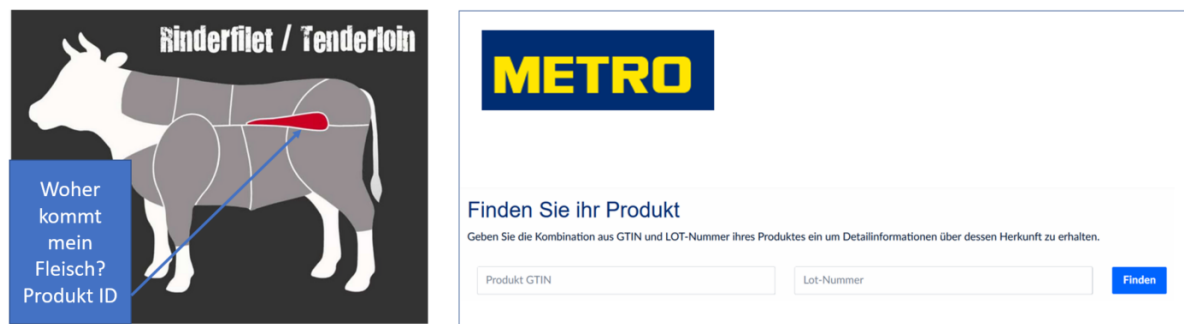 Rinderfilet / Tenderloin
Woher
kommt
mein
Fleisch?
Produkt ID
METRO
Finden Sie ihr Produkt
Geben Sie die Kombination aus GTIN und LOT-Nummer ihres Produktes ein um Detailinformationen über dessen Herkunft zu erhalten.
Produkt GTIN
Lot-Nummer
Finden